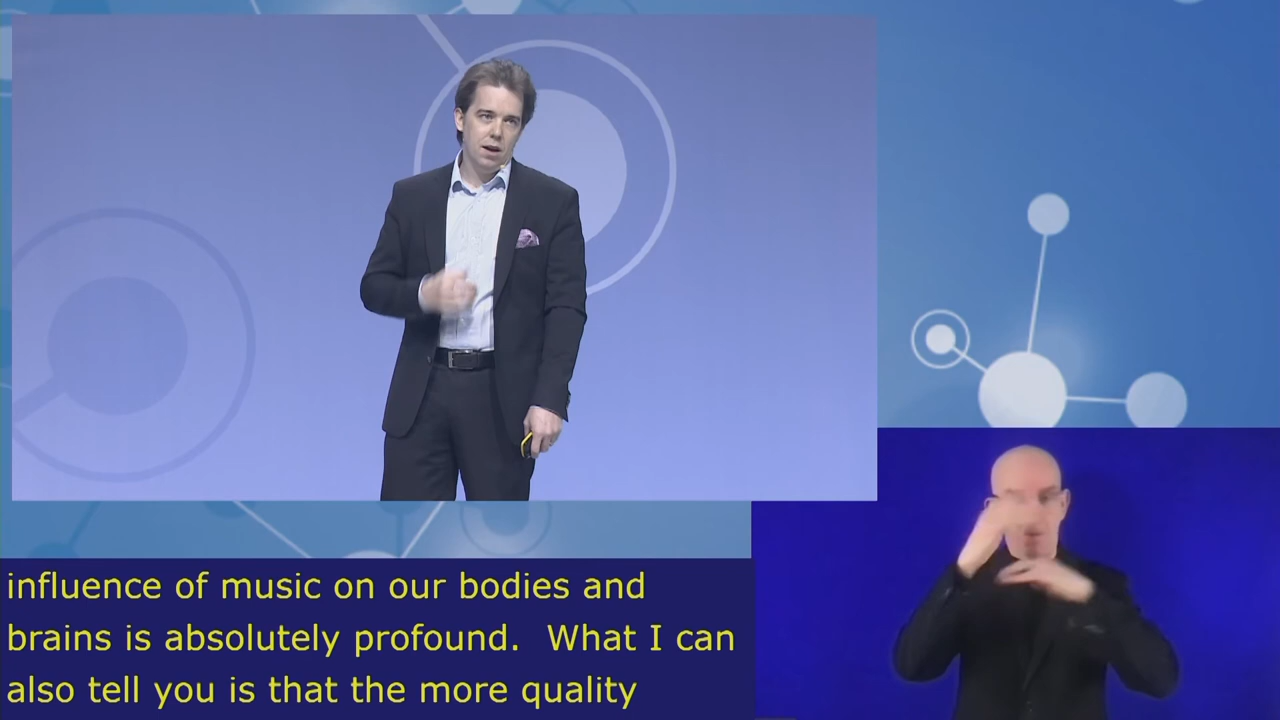 influence of music on our bodies and
brains is absolutely profound.  What I can
also tell you is that the more quality